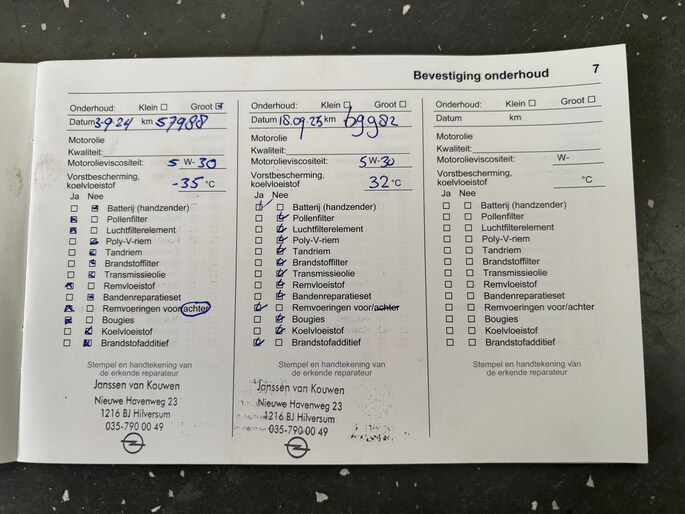 Bevestiging onderhoud 7
Onderhoud: Klein Groot
Datum 3-9-24 km 57988
Motorolie
Kwaliteit:
Motorolieviscositeit: 5 W-30
Vorstbescherming,
koelvloeistof -35 °C
Ja Nee
Batterij (handzender)
Pollenfilter
Luchtfilterelement
Poly-V-riem
Tandriem
Brandstoffilter
Transmissieolie
Remvloeistof
Bandenreparatieset
Remvoeringen voor/achter
Bougies
Koelvloeistof
Brandstofadditief
Stempel en handtekening van
de erkende reparateur
Janssen van Kouwen
Nieuwe Havenweg 23
1216 BJ Hilversum
035-790 00 49
Onderhoud: Klein Groot
Datum 18.09.25 km 69982
Motorolie
Kwaliteit:
Motorolieviscositeit: 5 W-30
Vorstbescherming,
koelvloeistof 32 °C
Ja Nee
Batterij (handzender)
Pollenfilter
Luchtfilterelement
Poly-V-riem
Tandriem
Brandstoffilter
Transmissieolie
Remvloeistof
Bandenreparatieset
Remvoeringen voor/achter
Bougies
Koelvloeistof
Brandstofadditief
Stempel en handtekening van
de erkende reparateur
Janssen van Kouwen
Nieuwe Havenweg 23
1216 BJ Hilversum
035-790 00 49
Onderhoud: Klein Groot
Datum km
Motorolie
Kwaliteit:
Motorolieviscositeit: W-
Vorstbescherming,
koelvloeistof °C
Ja Nee
Batterij (handzender)
Pollenfilter
Luchtfilterelement
Poly-V-riem
Tandriem
Brandstoffilter
Transmissieolie
Remvloeistof
Bandenreparatieset
Remvoeringen voor/achter
Bougies
Koelvloeistof
Brandstofadditief
Stempel en handtekening van
de erkende reparateur